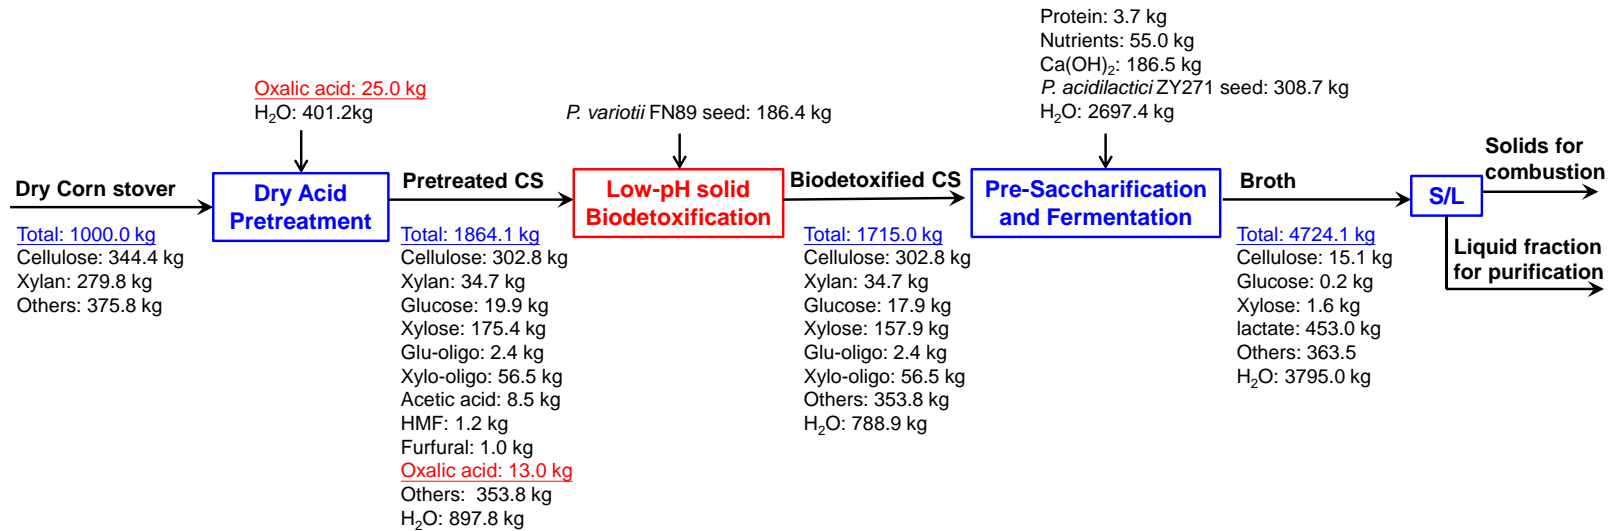 Protein: 3.7 kg
Nutrients: 55.0 kg
Ca(OH)₂: 186.5 kg
P. acidilactici ZY271 seed: 308.7 kg
H₂O: 2697.4 kg
Oxalic acid: 25.0 kg
H₂O: 401.2kg
P. variotii FN89 seed: 186.4 kg
Dry Corn stover
Dry Acid
Pretreatment
Pretreated CS
Low-pH solid
Biodetoxification
Biodetoxified CS
Pre-Saccharification
and Fermentation
Broth
S/L
Solids for
combustion
Liquid fraction
for purification
Total: 1000.0 kg
Cellulose: 344.4 kg
Xylan: 279.8 kg
Others: 375.8 kg
Total: 1864.1 kg
Cellulose: 302.8 kg
Xylan: 34.7 kg
Glucose: 19.9 kg
Xylose: 175.4 kg
Glu-oligo: 2.4 kg
Xylo-oligo: 56.5 kg
Acetic acid: 8.5 kg
HMF: 1.2 kg
Furfural: 1.0 kg
Oxalic acid: 13.0 kg
Others: 353.8 kg
H₂O: 897.8 kg
Total: 1715.0 kg
Cellulose: 302.8 kg
Xylan: 34.7 kg
Glucose: 17.9 kg
Xylose: 157.9 kg
Glu-oligo: 2.4 kg
Xylo-oligo: 56.5 kg
Others: 353.8 kg
H₂O: 788.9 kg
Total: 4724.1 kg
Cellulose: 15.1 kg
Glucose: 0.2 kg
Xylose: 1.6 kg
lactate: 453.0 kg
Others: 363.5
H₂O: 3795.0 kg